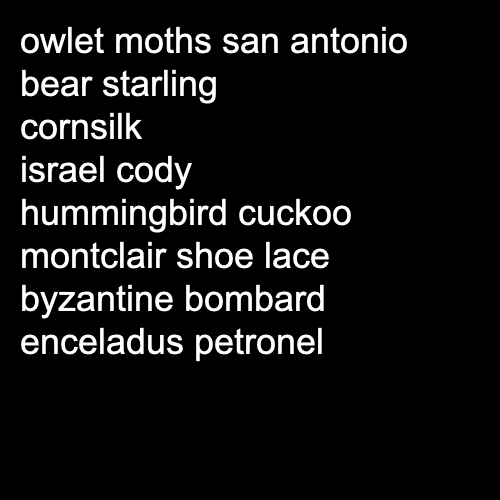 owlet moths san antonio
bear starling
cornsilk
israel cody
hummingbird cuckoo
montclair shoe lace
byzantine bombard
enceladus petronel